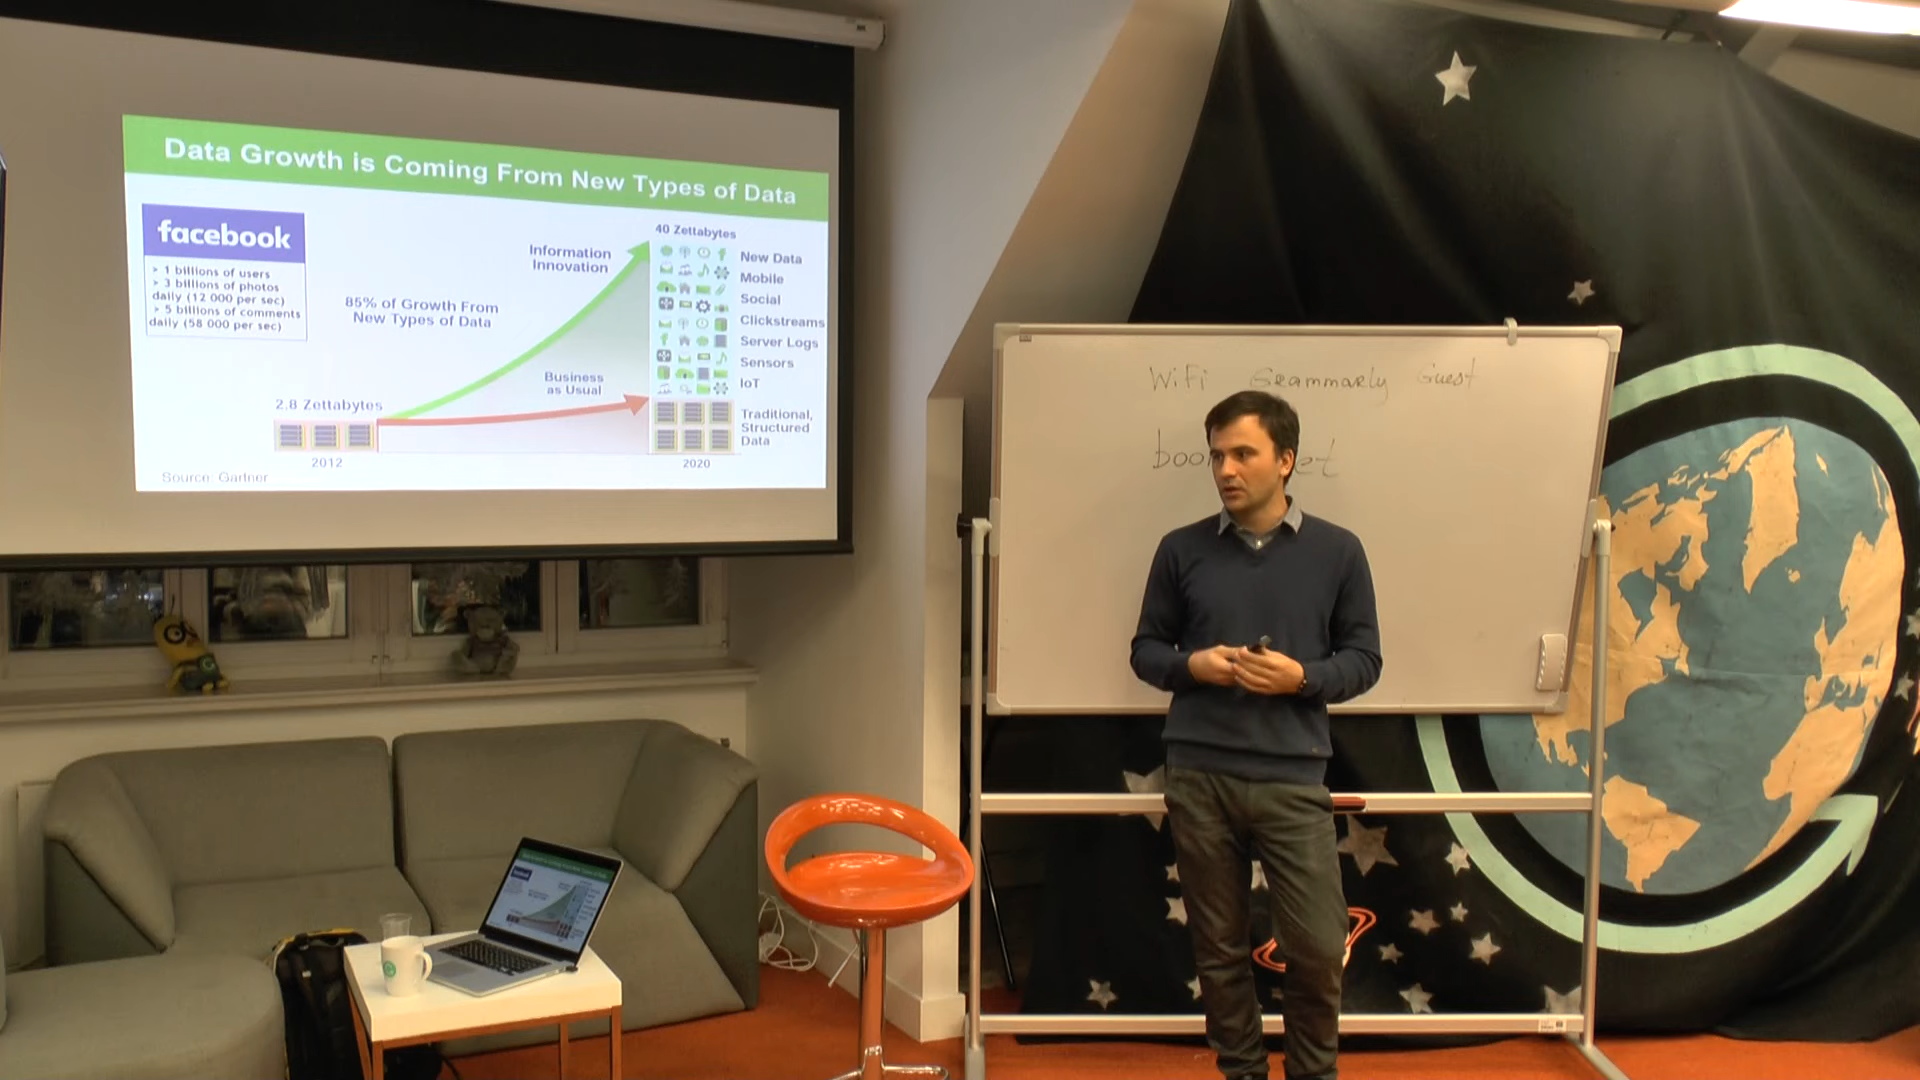 Data Growth is Coming From New Types of Data
facebook
> 1 billions of users
> 3 billions of photos
daily (12 000 per sec)
> 5 billions of comments
daily (58 000 per sec)
85% of Growth From
New Types of Data
Information
Innovation
Business
as Usual
2.8 Zettabytes
2012
40 Zettabytes
New Data
Mobile
Social
Clickstreams
Server Logs
Sensors
IoT
Traditional,
Structured
Data
2020
Source: Gartner
WiFi Grammarly Guest